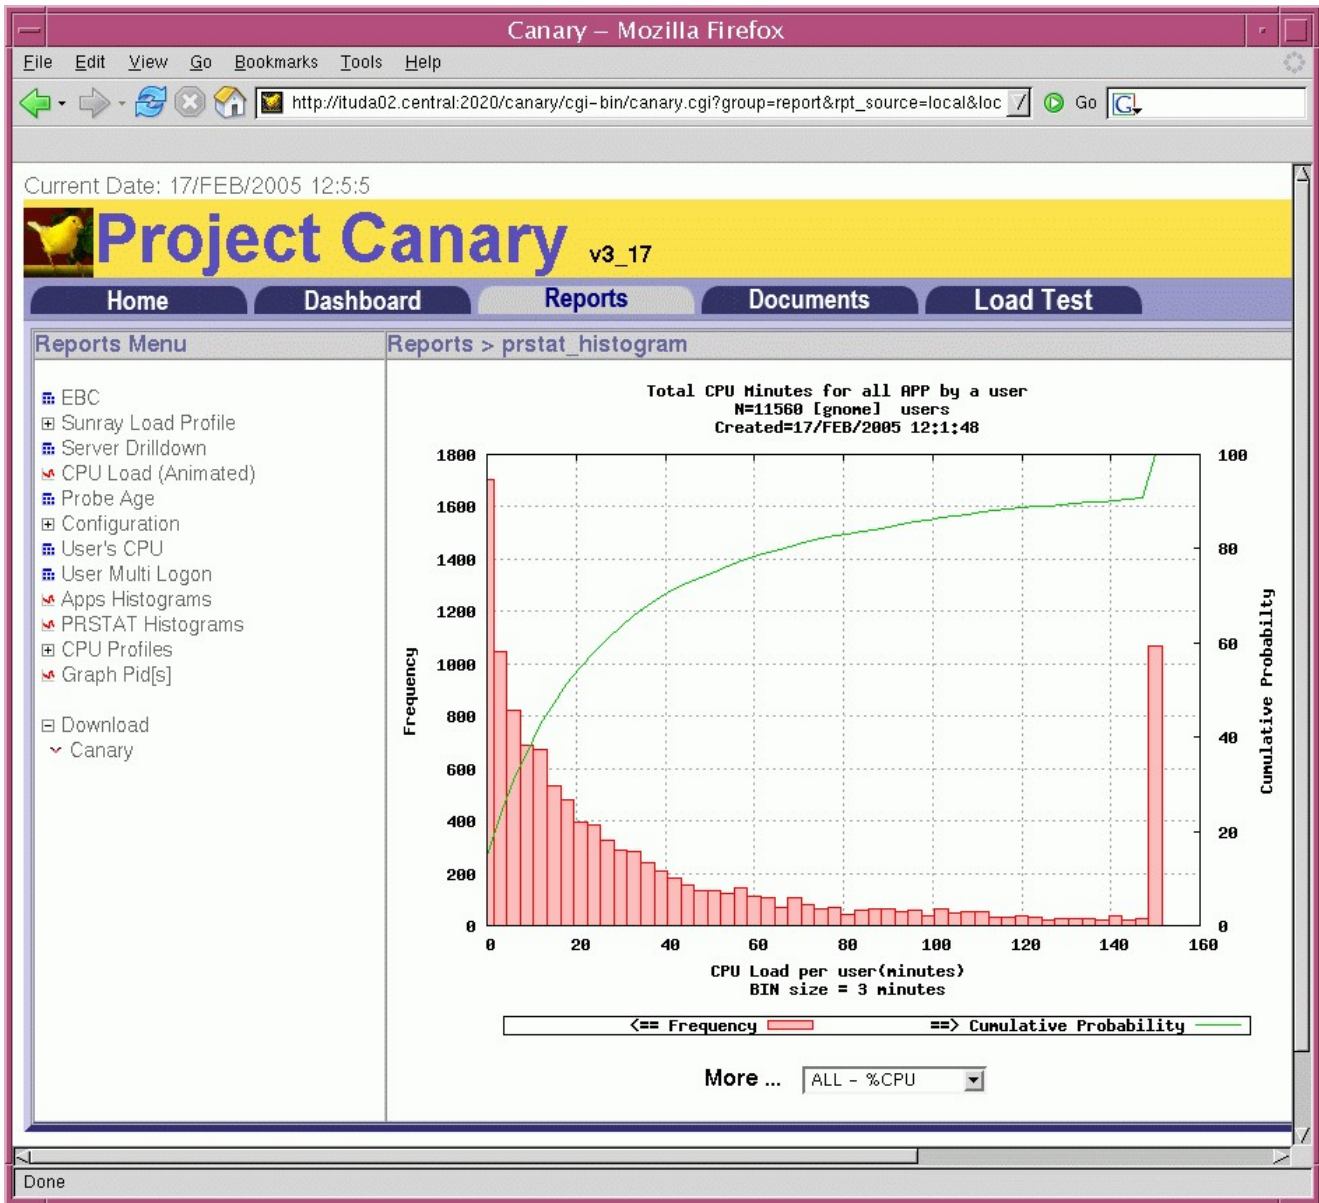 Canary – Mozilla Firefox
File Edit View Go Bookmarks Tools Help
http://ituda02.central:2020/canary/cgi-bin/canary.cgi?group=report&rpt_source=local&loc Go G
Current Date: 17/FEB/2005 12:5:5
Project Canary v3_17
Home Dashboard Reports Documents Load Test
Reports Menu
EBC
Sunray Load Profile
Server Drilldown
CPU Load (Animated)
Probe Age
Configuration
User's CPU
User Multi Logon
Apps Histograms
PRSTAT Histograms
CPU Profiles
Graph Pid[s]
Download
Canary
Reports > prstat_histogram
Total CPU Minutes for all APP by a user
N=11560 [gnome] users
Created=17/FEB/2005 12:1:48
1800
1600
1400
1200
1000
800
600
400
200
0
Frequency
100
80
60
40
20
0
Cumulative Probabilty
0 20 40 60 80 100 120 140 160
CPU Load per user(minutes)
BIN size = 3 minutes
<== Frequency ==> Cumulative Probability
More ... ALL - %CPU
Done